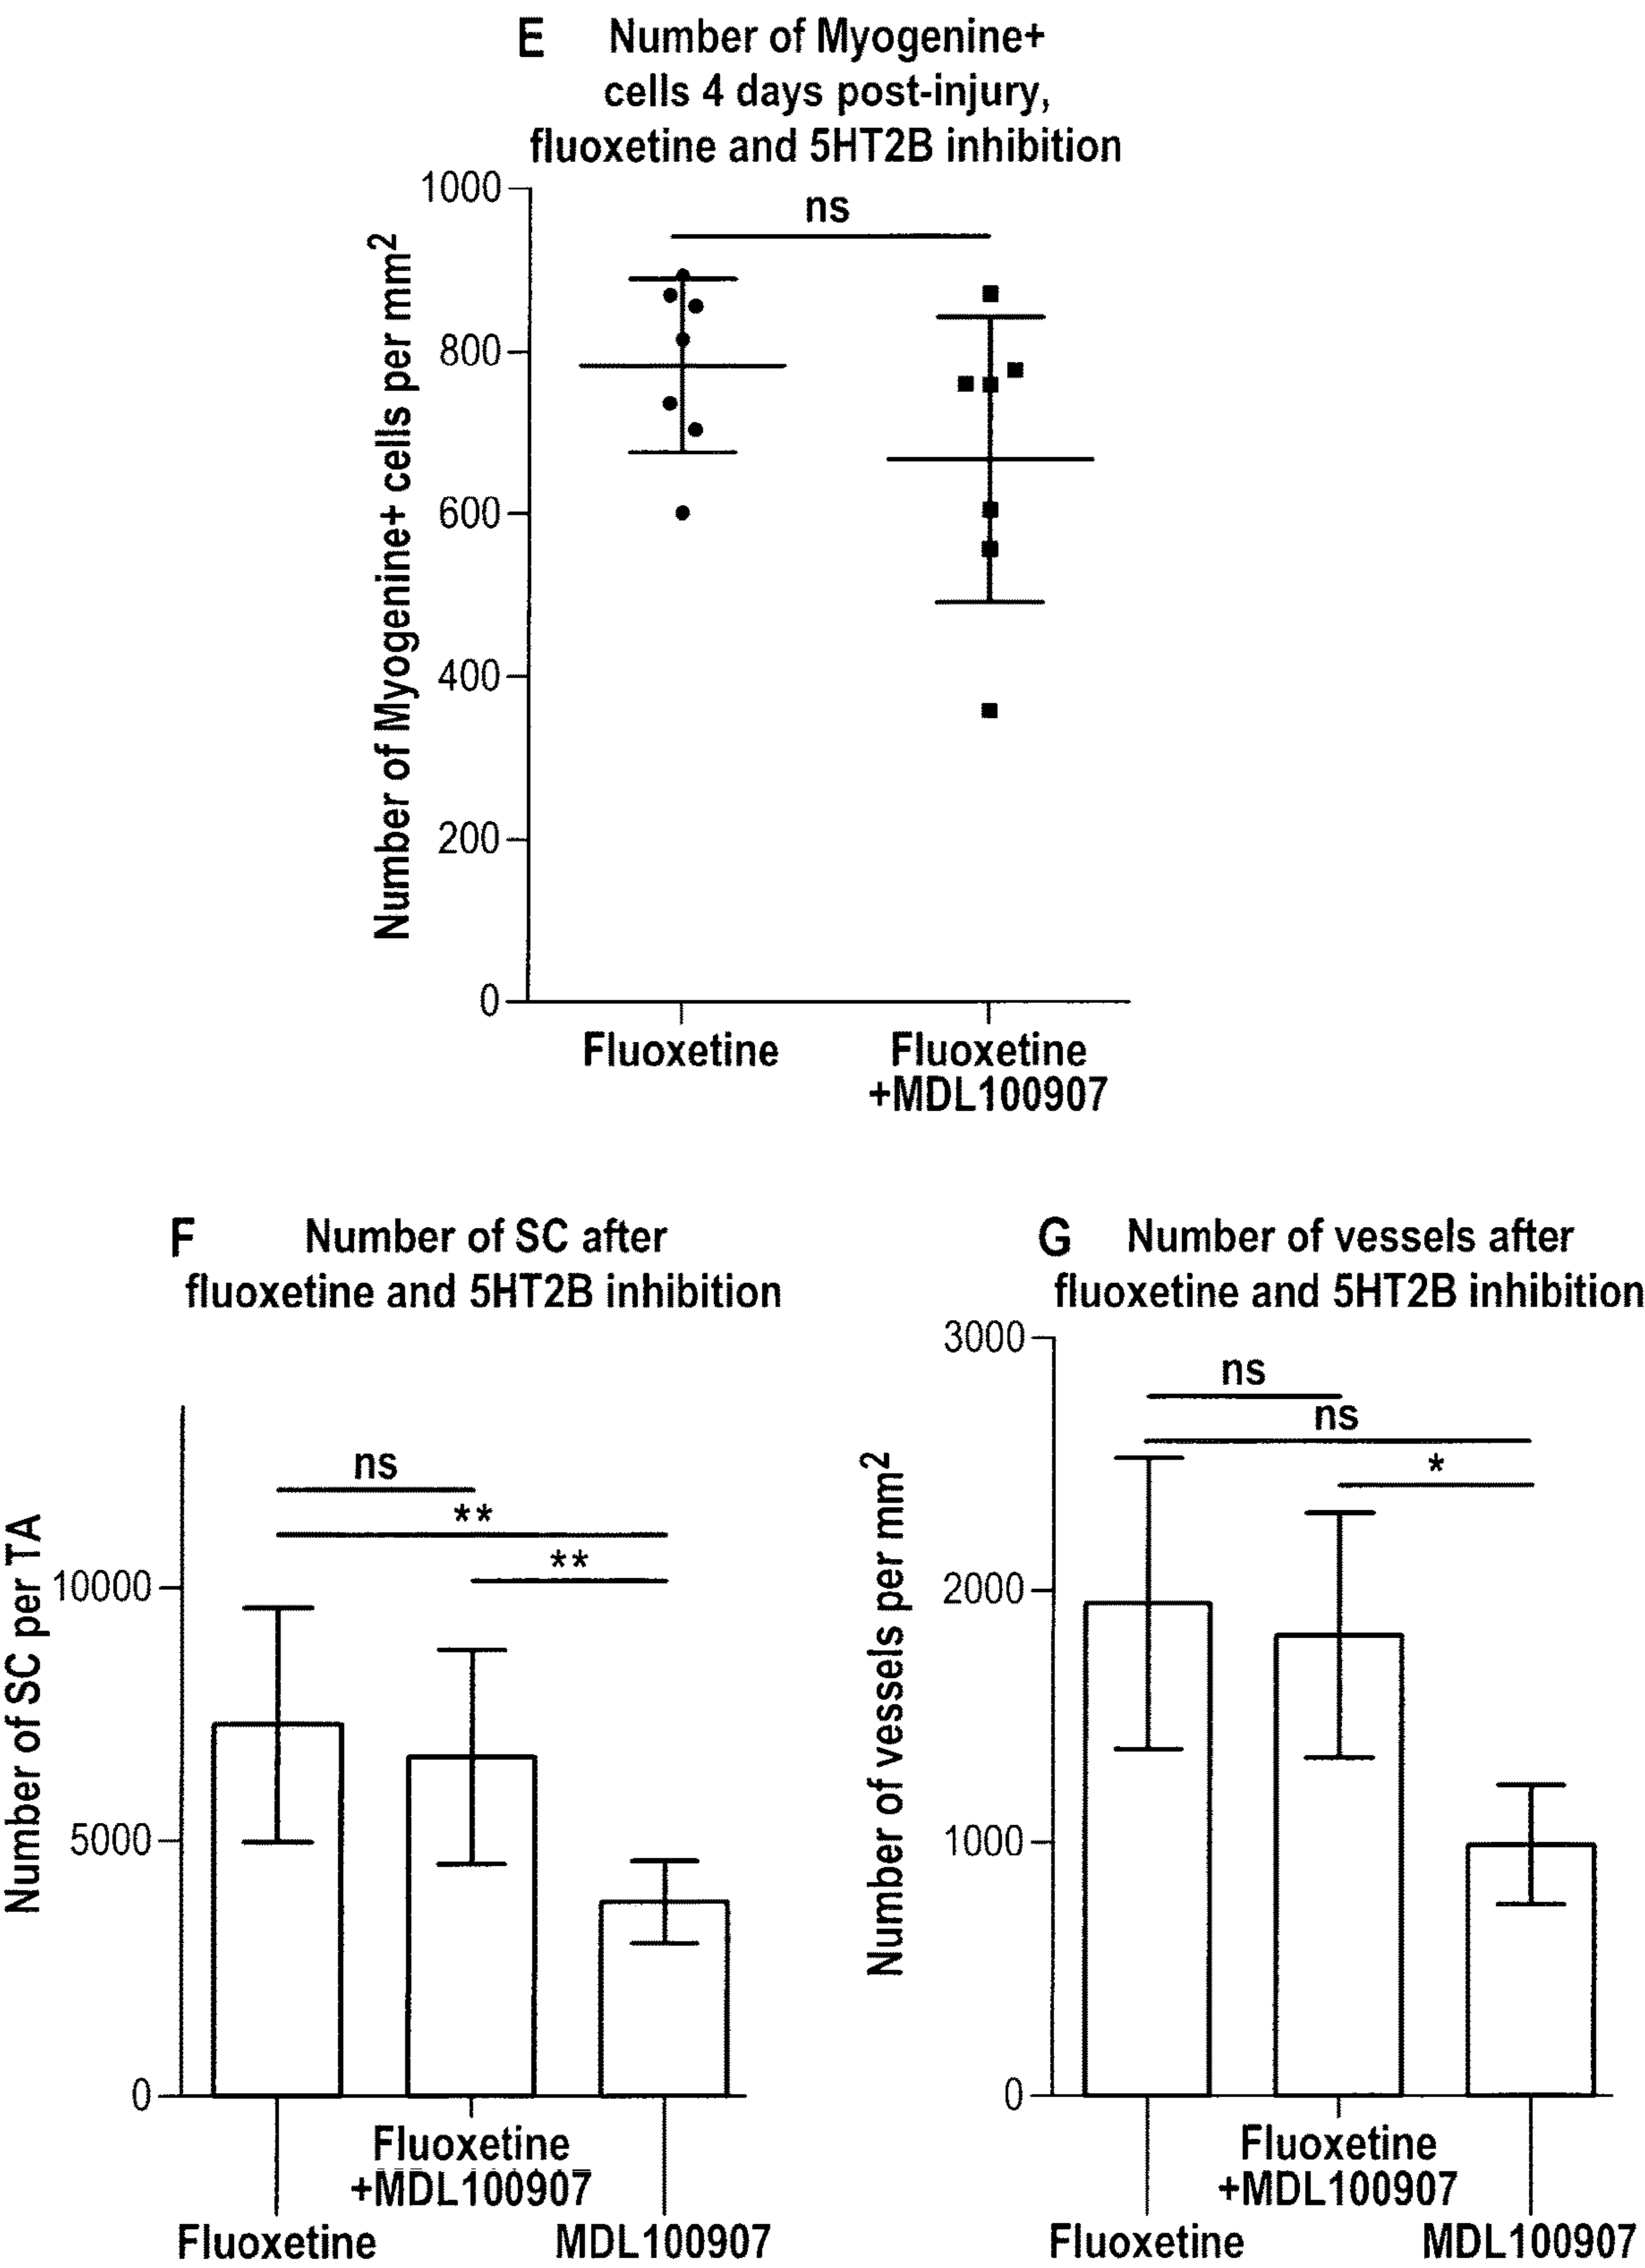 E Number of Myogenine+
cells 4 days post-injury,
fluoxetine and 5HT2B inhibition
Number of Myogenine+ cells per mm2
1000
800
600
400
200
0
ns
Fluoxetine
Fluoxetine
+MDL100907
F Number of SC after
fluoxetine and 5HT2B inhibition
Number of SC per TA
10000
5000
0
ns
**
**
Fluoxetine
+MDL100907
Fluoxetine
MDL100907
G Number of vessels after
fluoxetine and 5HT2B inhibition
Number of vessels per mm2
3000
2000
1000
0
ns
ns
*
Fluoxetine
+MDL100907
Fluoxetine
MDL100907